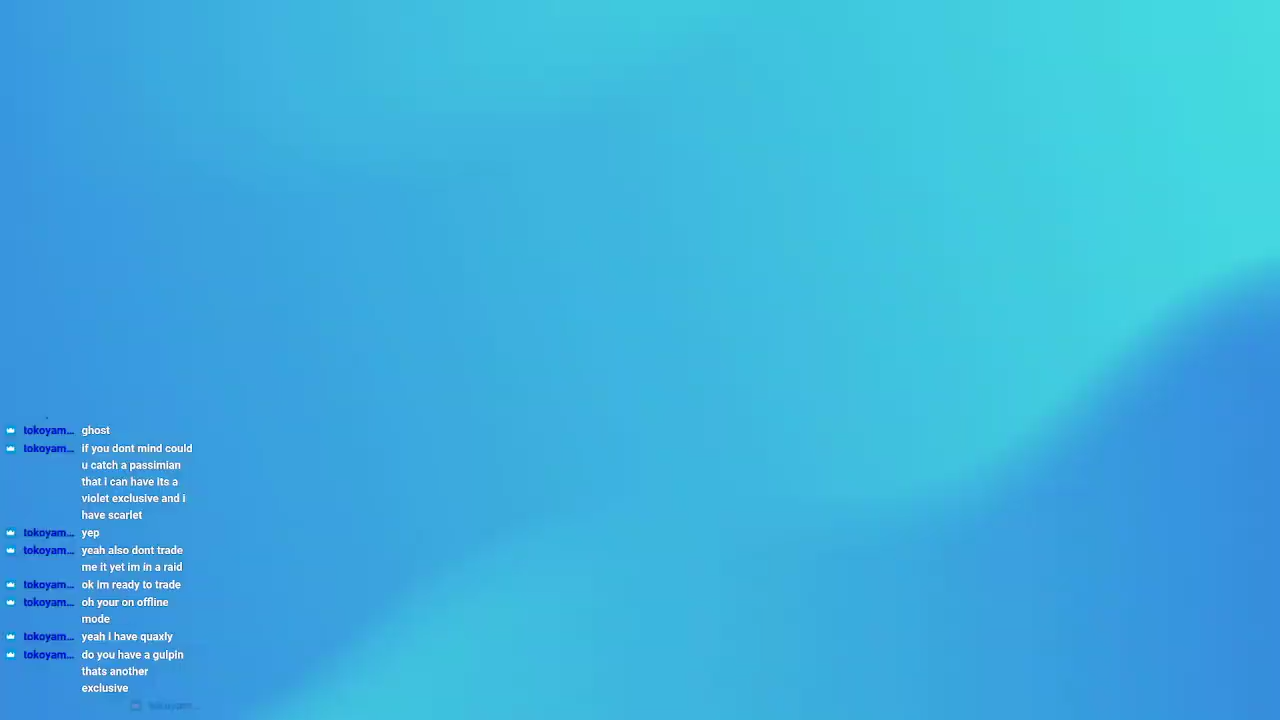 tokoyam... ghost
tokoyam... if you dont mind could
u catch a passimian
that i can have its a
violet exclusive and i
have scarlet
tokoyam... yep
tokoyam... yeah also dont trade
me it yet im in a raid
tokoyam... ok im ready to trade
tokoyam... oh your on offline
mode
tokoyam... yeah i have quaxly
tokoyam... do you have a gulpin
thats another
exclusive
tokoyam...